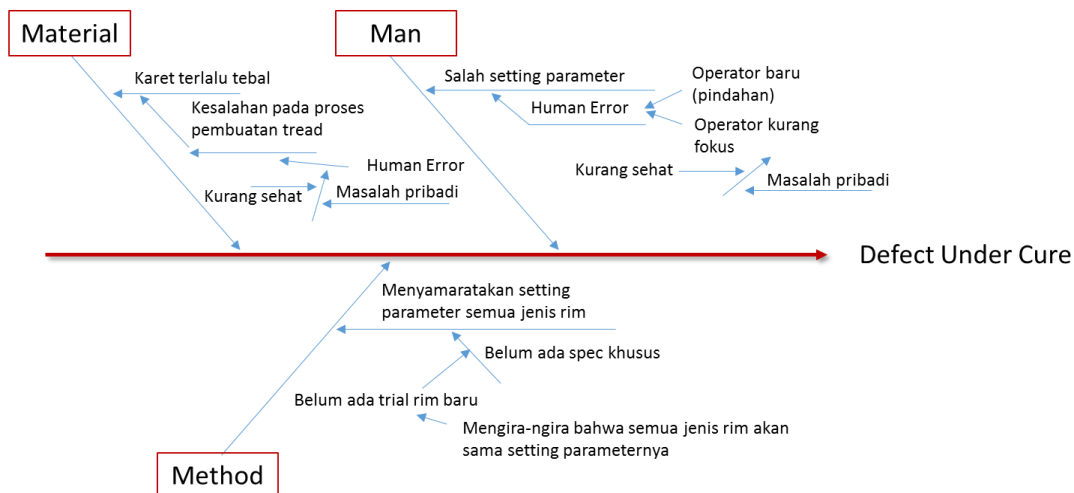 Material
Man
Karet terlalu tebal
Kesalahan pada proses
pembuatan tread
Human Error
Kurang sehat
Masalah pribadi
Salah setting parameter
Human Error
Operator baru
(pindahan)
Operator kurang
fokus
Kurang sehat
Masalah pribadi
Defect Under Cure
Menyamaratakan setting
parameter semua jenis rim
Belum ada spec khusus
Belum ada trial rim baru
Mengira-ngira bahwa semua jenis rim akan
sama setting parameternya
Method